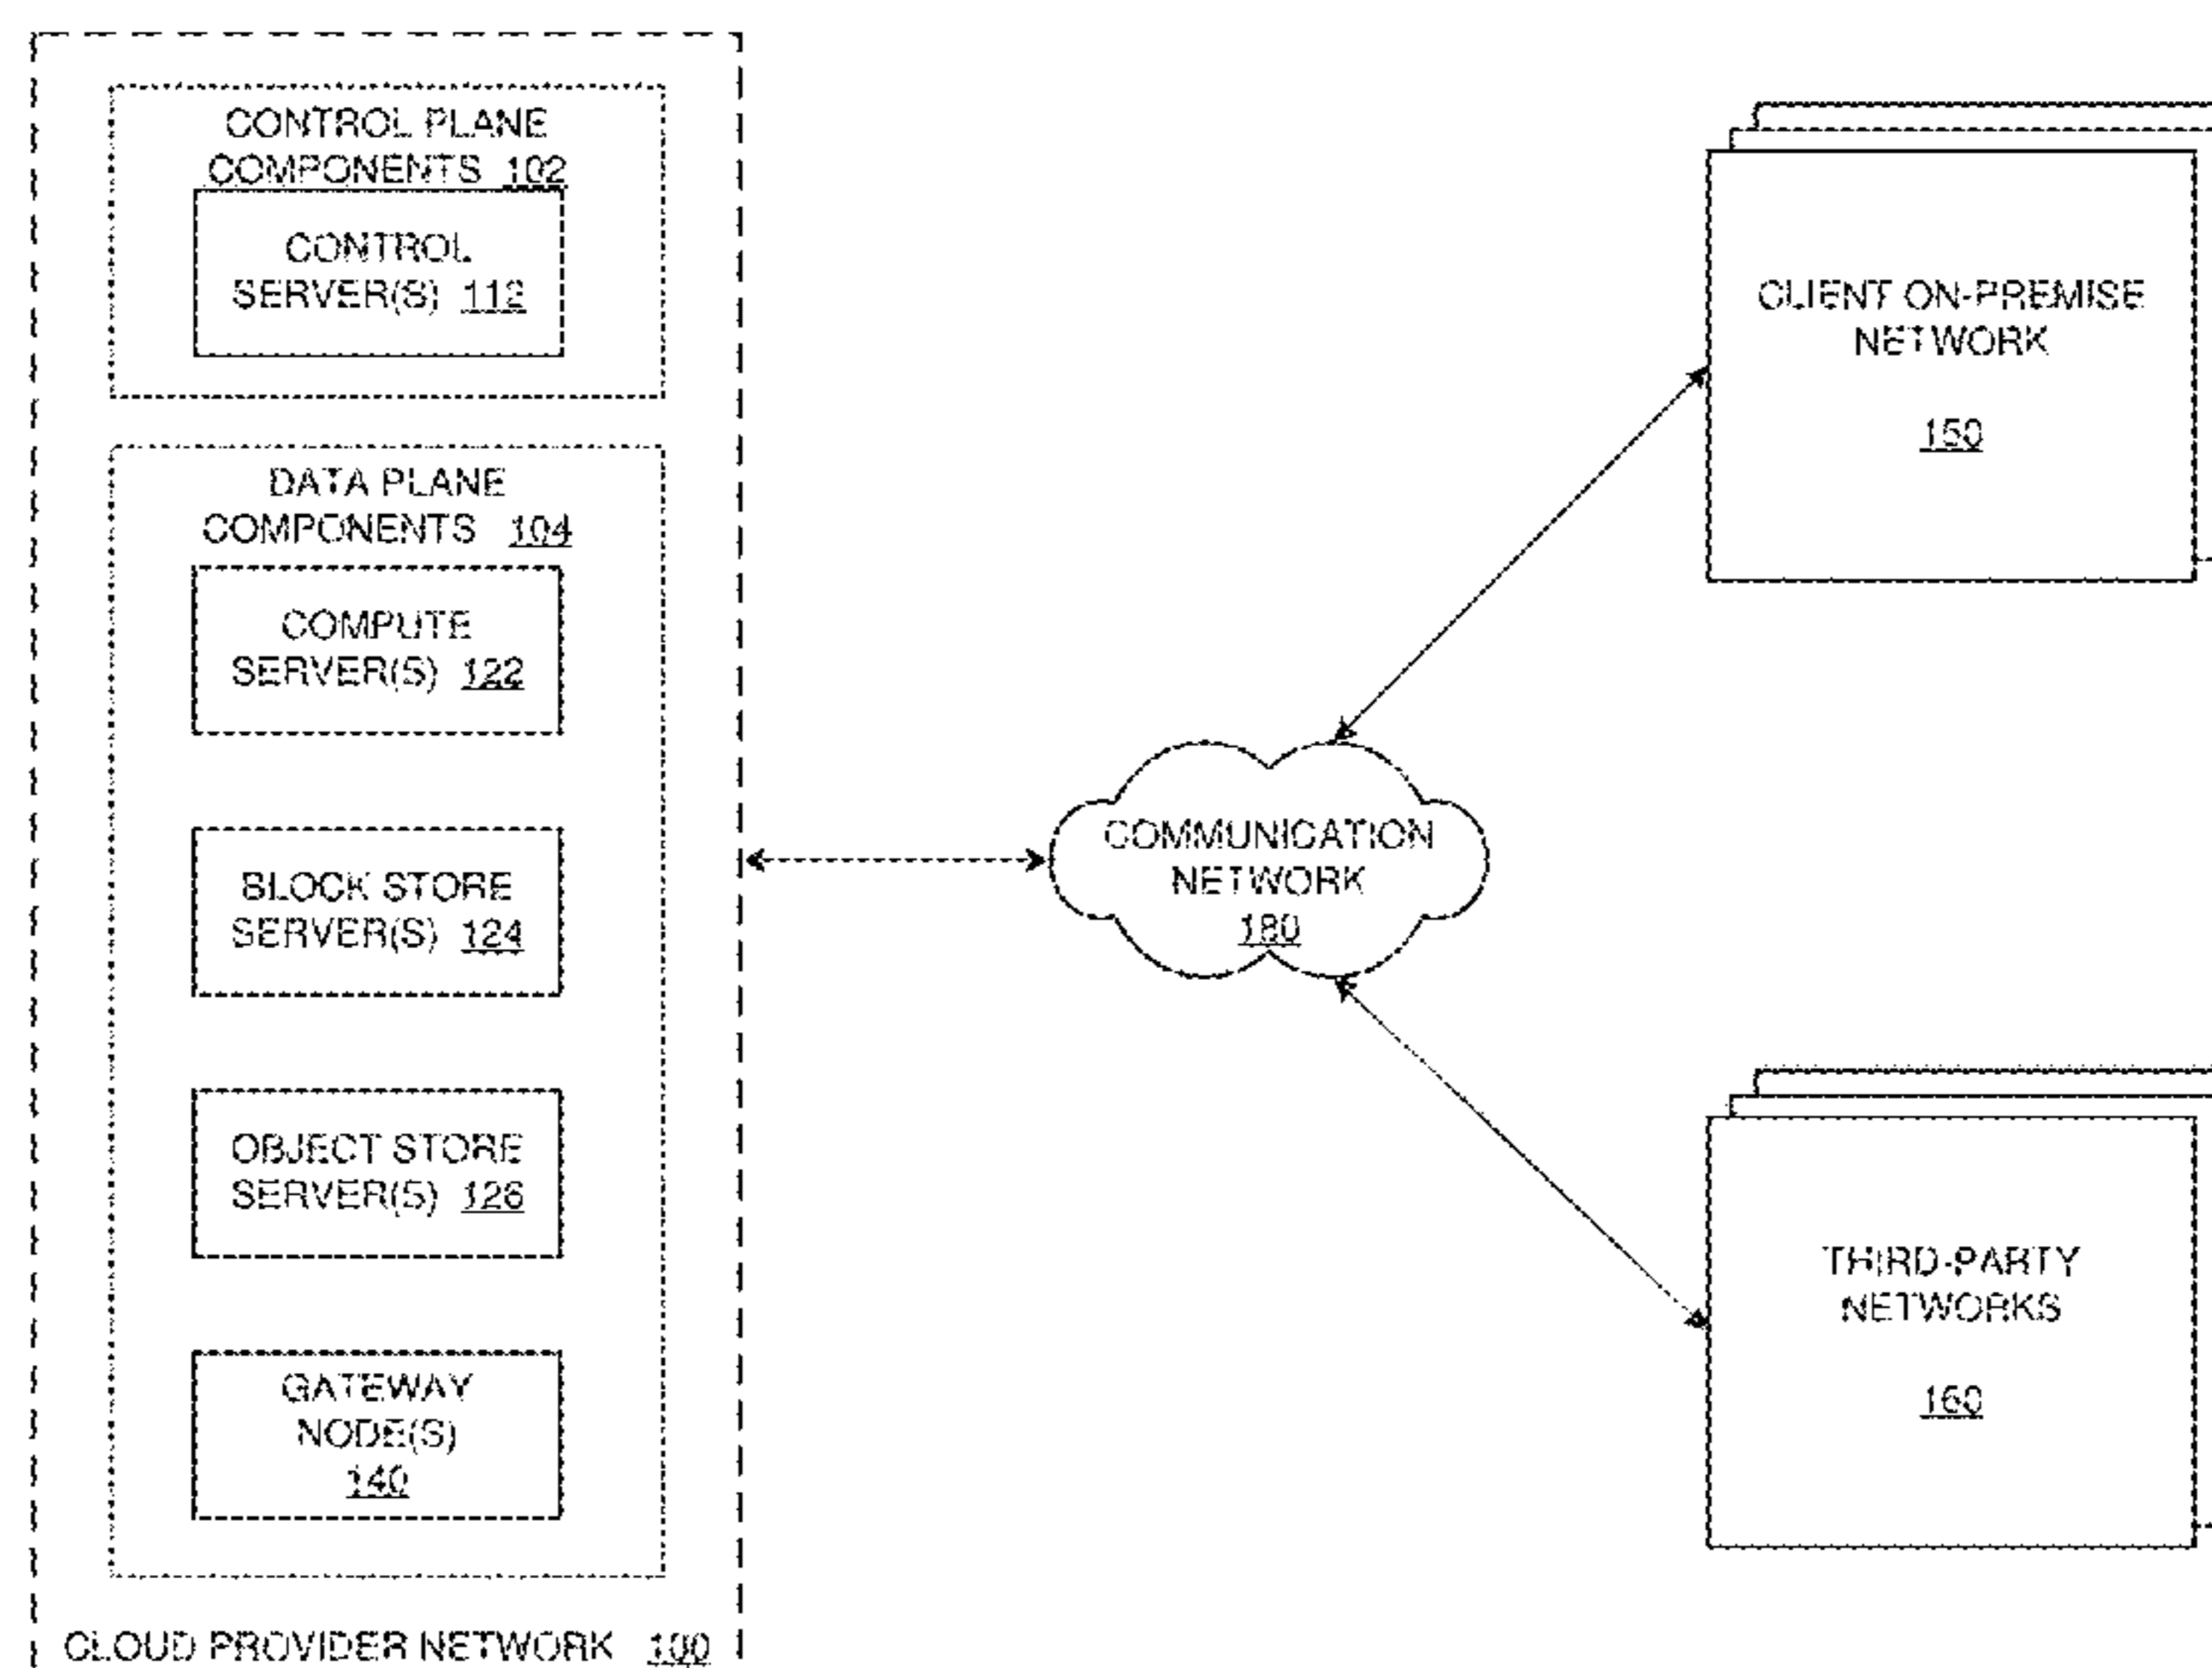 CONTROL PLANE
COMPONENTS 102
CONTROL
SERVER(S) 112
DATA PLANE
COMPONENTS 104
COMPUTE
SERVER(S) 122
BLOCK STORE
SERVER(S) 124
OBJECT STORE
SERVER(S) 126
GATEWAY
NODE(S)
140
CLOUD PROVIDER NETWORK 100
COMMUNICATION
NETWORK
180
CLIENT ON-PREMISE
NETWORK
150
THIRD-PARTY
NETWORKS
160